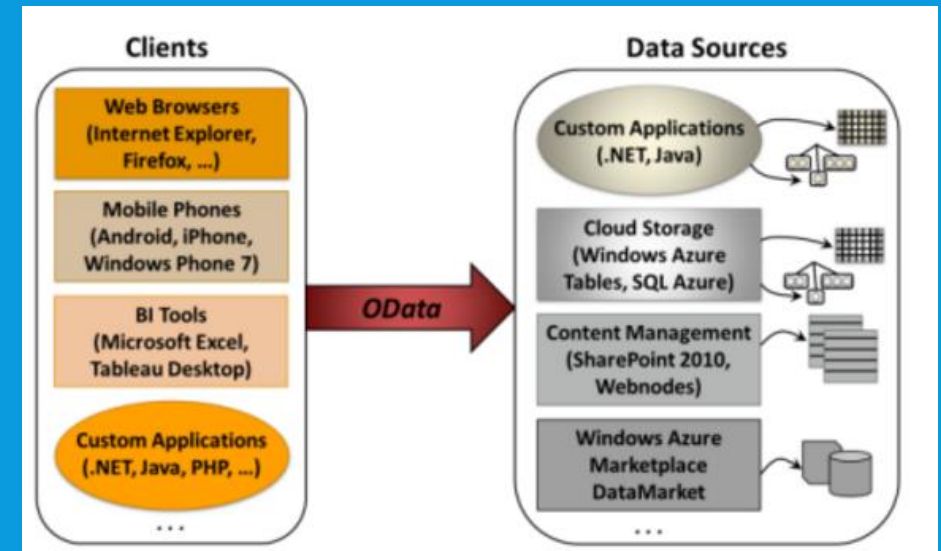 Clients
Web Browsers
(Internet Explorer,
Firefox, ...)
Mobile Phones
(Android, iPhone,
Windows Phone 7)
BI Tools
(Microsoft Excel,
Tableau Desktop)
Custom Applications
(.NET, Java, PHP, ...)
...
OData
Data Sources
Custom Applications
(.NET, Java)
Cloud Storage
(Windows Azure
Tables, SQL Azure)
Content Management
(SharePoint 2010,
Webnodes)
Windows Azure
Marketplace
DataMarket
...